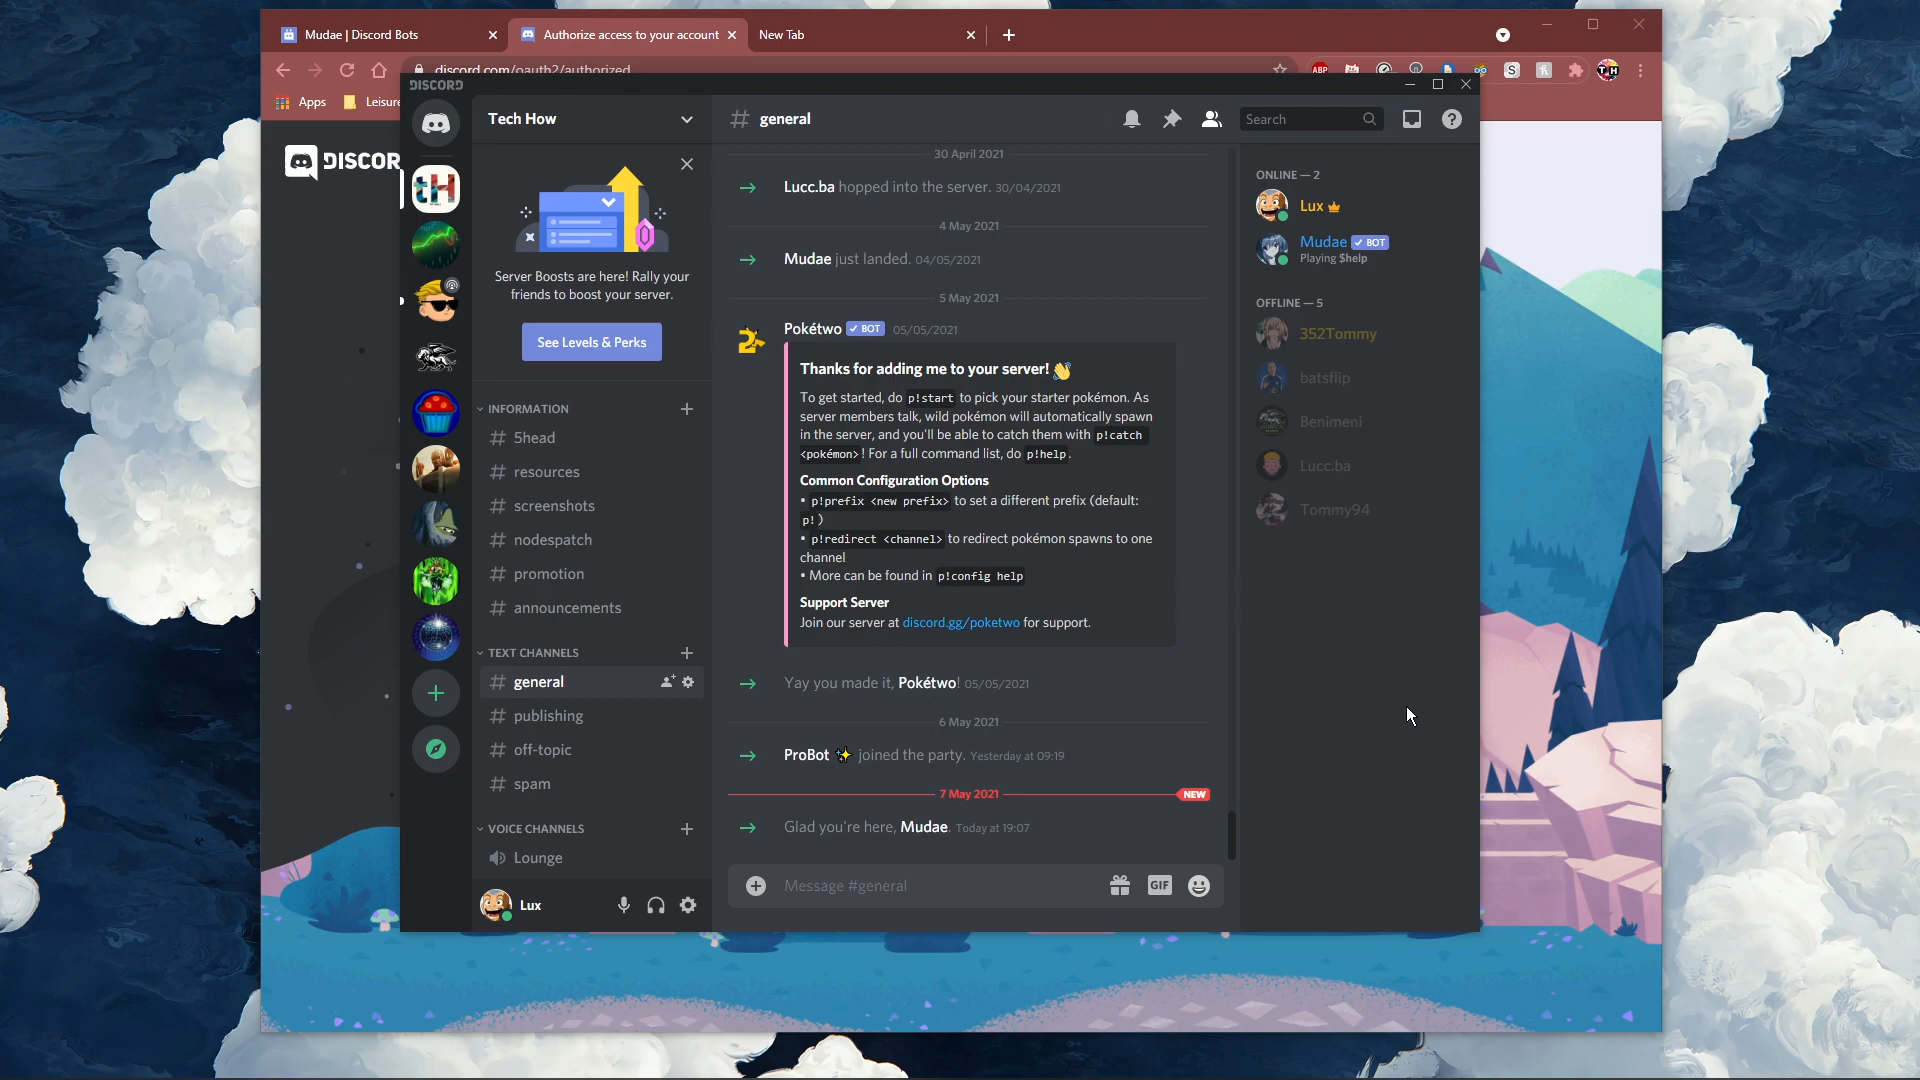 Mudae | Discord Bots
Authorize access to your account
New Tab
discord.com/oauth2/authorized
ABP
S
Apps
Leisure
DISCOR
DISCORD
tH
Tech How
general
Search
Server Boosts are here! Rally your
friends to boost your server.
See Levels & Perks
INFORMATION
5head
resources
screenshots
nodespatch
promotion
announcements
TEXT CHANNELS
general
publishing
off-topic
spam
VOICE CHANNELS
Lounge
Lux
30 April 2021
Lucc.ba hopped into the server. 30/04/2021
4 May 2021
Mudae just landed. 04/05/2021
5 May 2021
Pokétwo ✓ BOT 05/05/2021
Thanks for adding me to your server! 👋
To get started, do p!start to pick your starter pokémon. As
server members talk, wild pokémon will automatically spawn
in the server, and you'll be able to catch them with p!catch
<pokémon>! For a full command list, do p!help.
Common Configuration Options
• p!prefix <new prefix> to set a different prefix (default:
p!)
• p!redirect <channel> to redirect pokémon spawns to one
channel
• More can be found in p!config help
Support Server
Join our server at discord.gg/poketwo for support.
Yay you made it, Pokétwo! 05/05/2021
6 May 2021
ProBot ✨ joined the party. Yesterday at 09:19
7 May 2021
NEW
Glad you're here, Mudae. Today at 19:07
Message #general
GIF
ONLINE — 2
Lux
Mudae ✓ BOT
Playing $help
OFFLINE — 5
352Tommy
batsflip
Benimeni
Lucc.ba
Tommy94